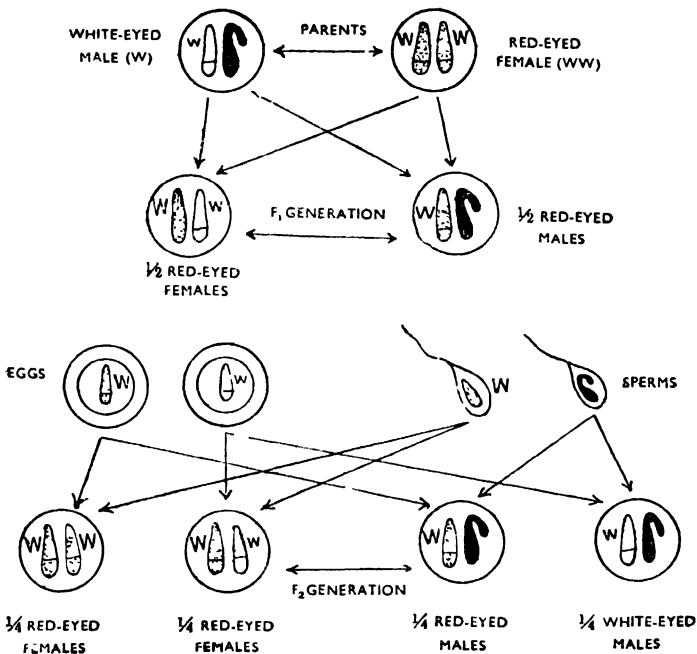 WHITE-EYED
MALE (W)
w
PARENTS
W W
RED-EYED
FEMALE (WW)
W w
F₁ GENERATION
W
½ RED-EYED
MALES
½ RED-EYED
FEMALES
EGGS
W
w
W
SPERMS
W W
W w
W
w
F₂ GENERATION
¼ RED-EYED
FEMALES
¼ RED-EYED
FEMALES
¼ RED-EYED
MALES
¼ WHITE-EYED
MALES